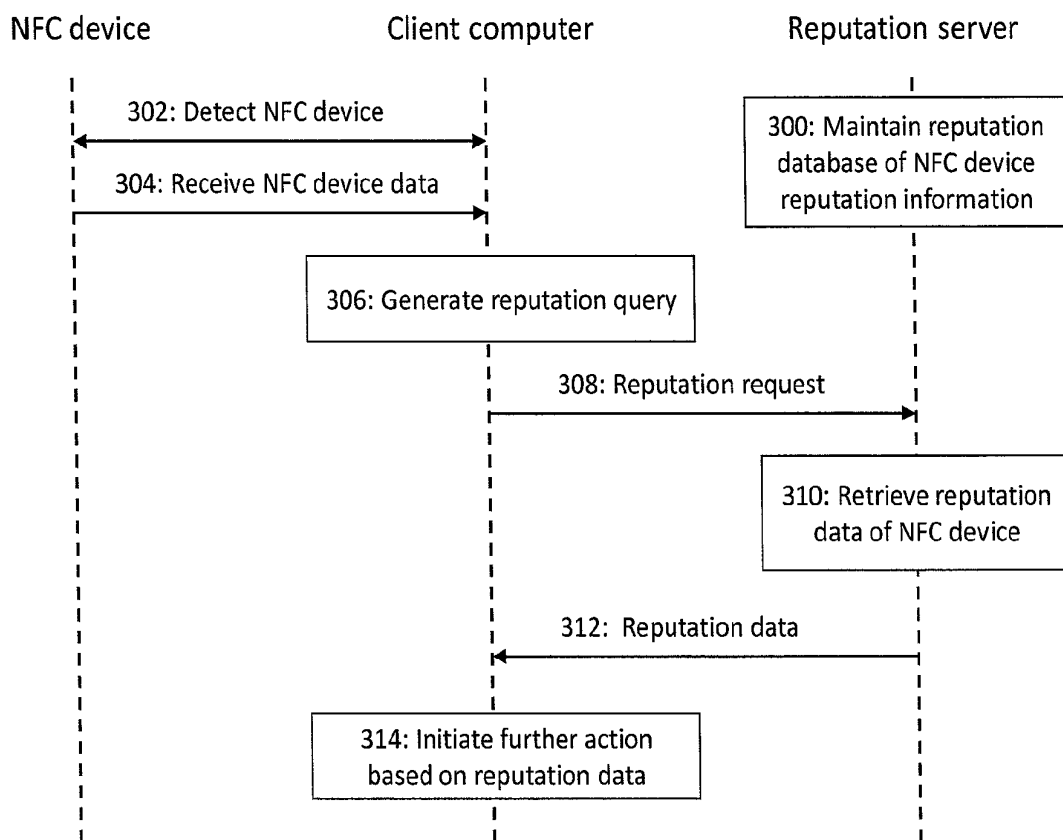 NFC device
Client computer
Reputation server
302: Detect NFC device
300: Maintain reputation
database of NFC device
reputation information
304: Receive NFC device data
306: Generate reputation query
308: Reputation request
310: Retrieve reputation
data of NFC device
312: Reputation data
314: Initiate further action
based on reputation data